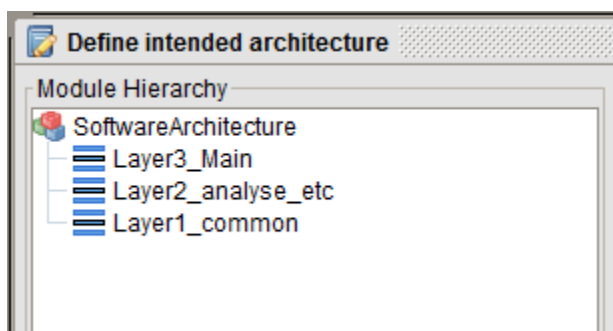 Define intended architecture
Module Hierarchy
SoftwareArchitecture
Layer3_Main
Layer2_analyse_etc
Layer1_common